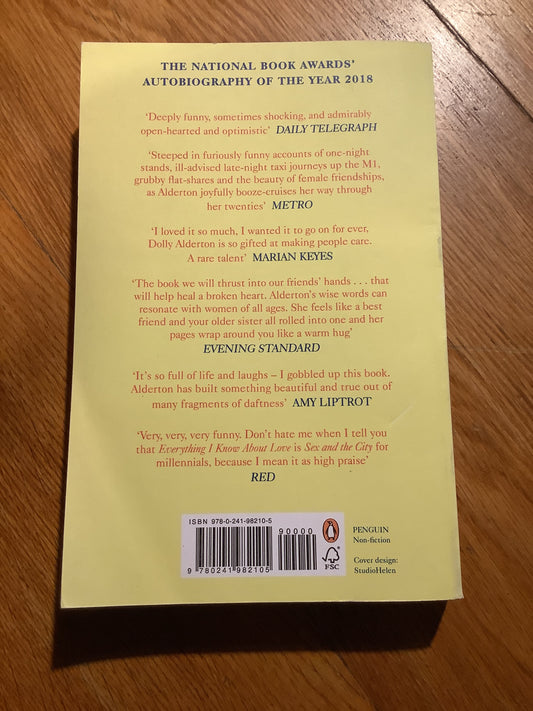 THE NATIONAL BOOK AWARDS'
AUTOBIOGRAPHY OF THE YEAR 2018
'Deeply funny, sometimes shocking, and admirably
open-hearted and optimistic' DAILY TELEGRAPH
'Steeped in furiously funny accounts of one-night
stands, ill-advised late-night taxi journeys up the M1,
grubby flat-shares and the beauty of female friendships,
as Alderton joyfully booze-cruises her way through
her twenties' METRO
'I loved it so much, I wanted it to go on for ever,
Dolly Alderton is so gifted at making people care.
A rare talent' MARIAN KEYES
'The book we will thrust into our friends' hands . . . that
will help heal a broken heart. Alderton's wise words can
resonate with women of all ages. She feels like a best
friend and your older sister all rolled into one and her
pages wrap around you like a warm hug'
EVENING STANDARD
'It's so full of life and laughs – I gobbled up this book.
Alderton has built something beautiful and true out of
many fragments of daftness' AMY LIPTROT
'Very, very, very funny. Don't hate me when I tell you
that Everything I Know About Love is Sex and the City for
millennials, because I mean it as high praise'
RED
ISBN 978-0-241-98210-5
90000
9 780241 982105
FSC
PENGUIN
Non-fiction
Cover design:
StudioHelen